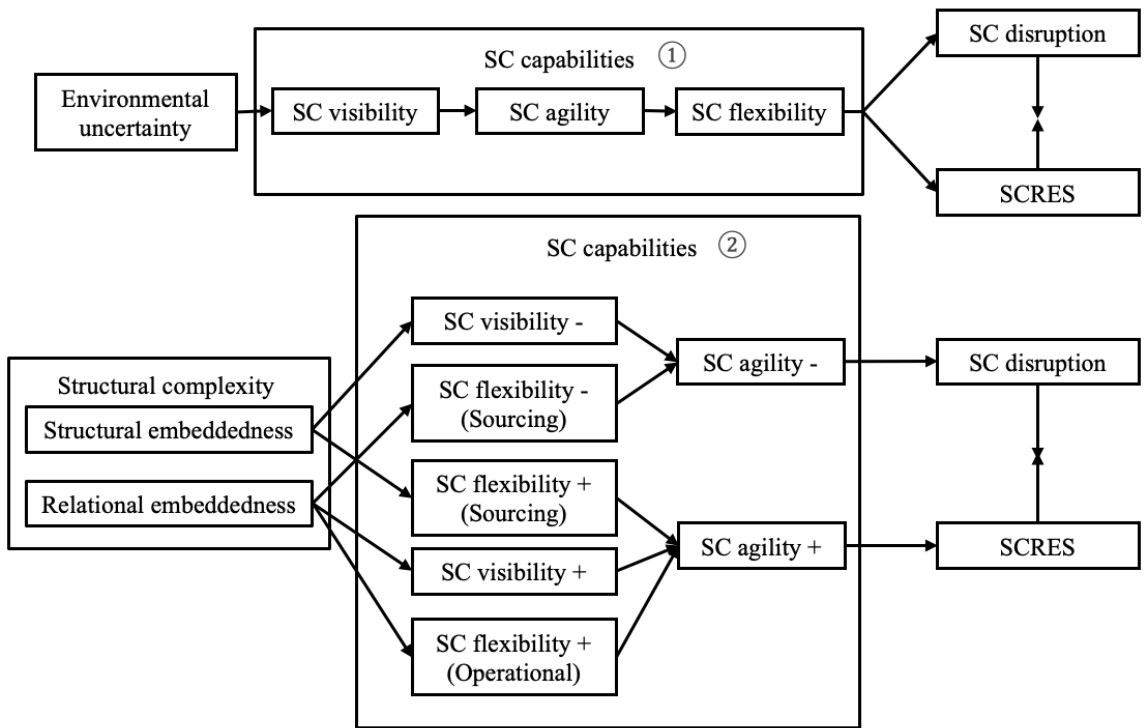 SC capabilities ①
SC disruption
Environmental
uncertainty
SC visibility
SC agility
SC flexibility
SCRES
SC capabilities ②
SC visibility -
SC agility -
SC disruption
Structural complexity
SC flexibility -
(Sourcing)
Structural embeddedness
Relational embeddedness
SC flexibility +
(Sourcing)
SC agility +
SCRES
SC visibility +
SC flexibility +
(Operational)